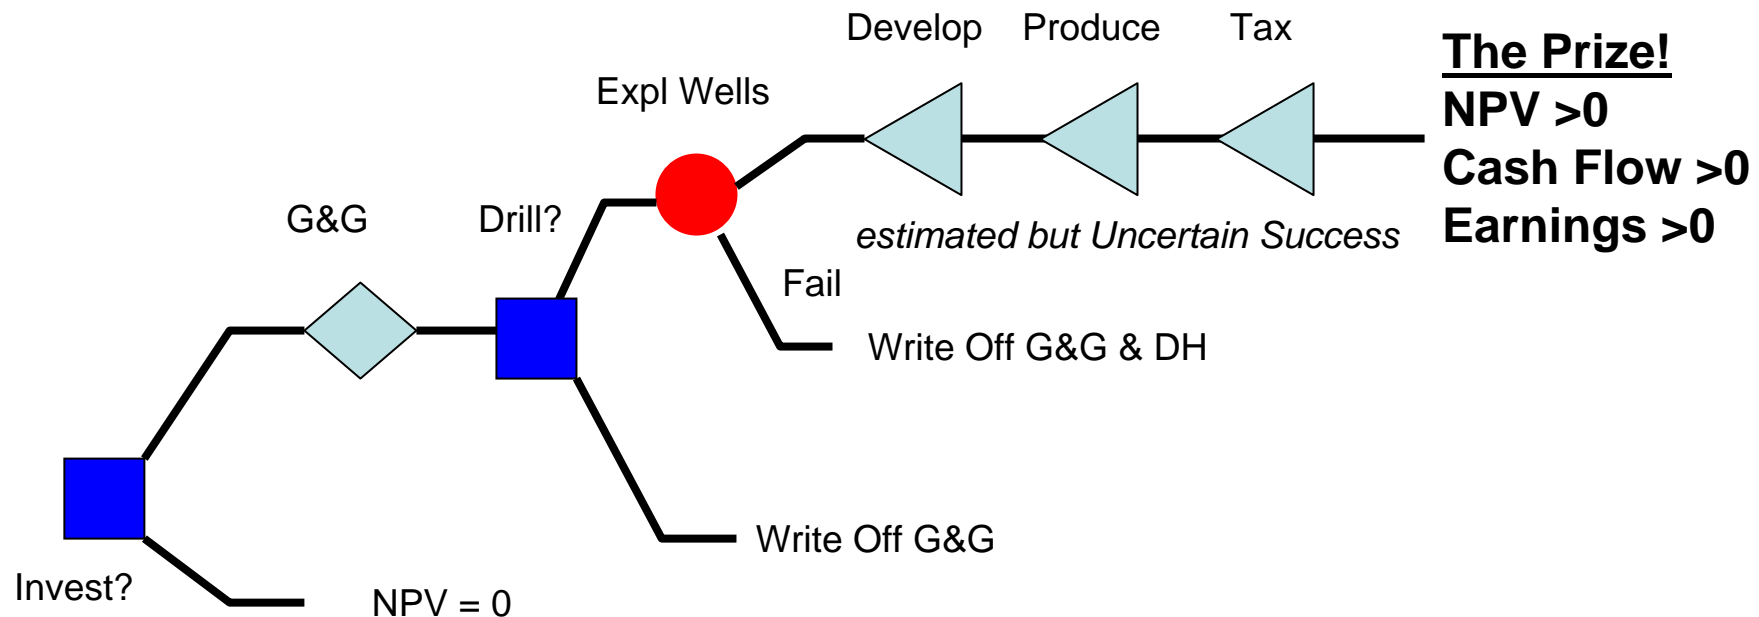 Develop
Produce
Tax
The Prize!
NPV >0
Cash Flow >0
Earnings >0
Expl Wells
G&G
Drill?
estimated but Uncertain Success
Fail
Write Off G&G & DH
Write Off G&G
Invest?
NPV = 0